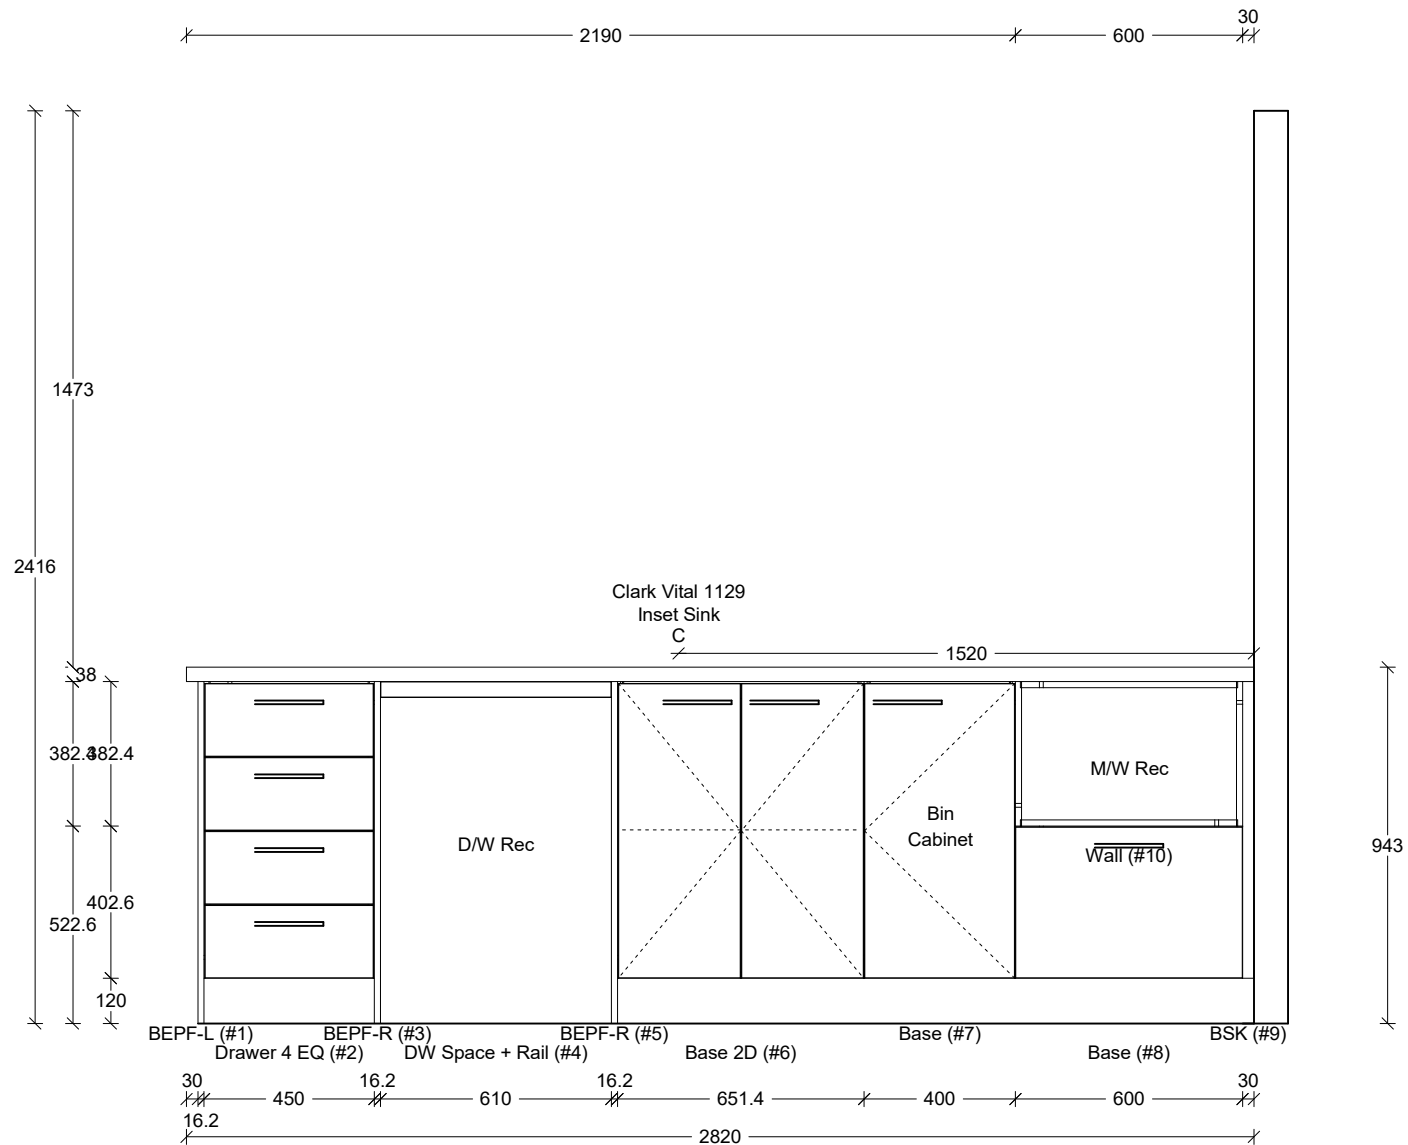 30
2190
600
1473
2416
Clark Vital 1129
Inset Sink
C
1520
38
382.4
382.4
M/W Rec
Bin
Cabinet
D/W Rec
943
Wall (#10)
402.6
522.6
120
BEPF-L (#1)
BEPF-R (#3)
BEPF-R (#5)
Base (#7)
BSK (#9)
Drawer 4 EQ (#2)
DW Space + Rail (#4)
Base 2D (#6)
Base (#8)
30
16.2
16.2
30
450
610
651.4
400
600
16.2
2820